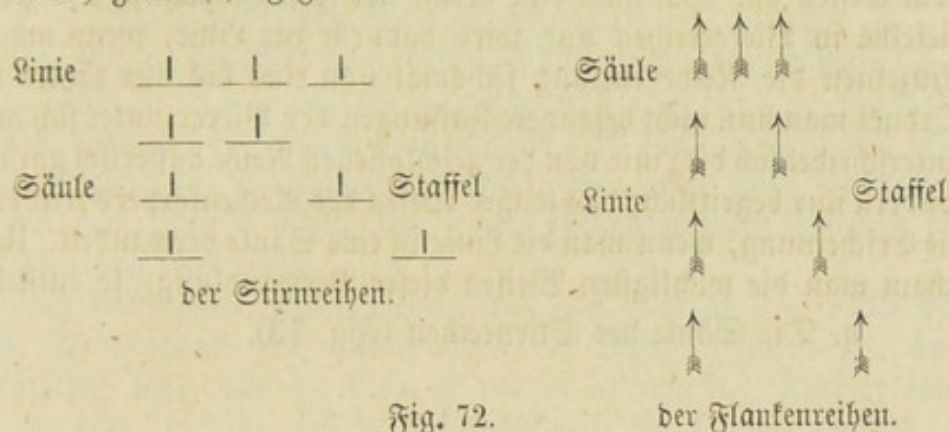 Linie
Säule Staffel
der Stirnreihen.
Säule
Linie Staffel
der Flankenreihen.
Fig. 72.